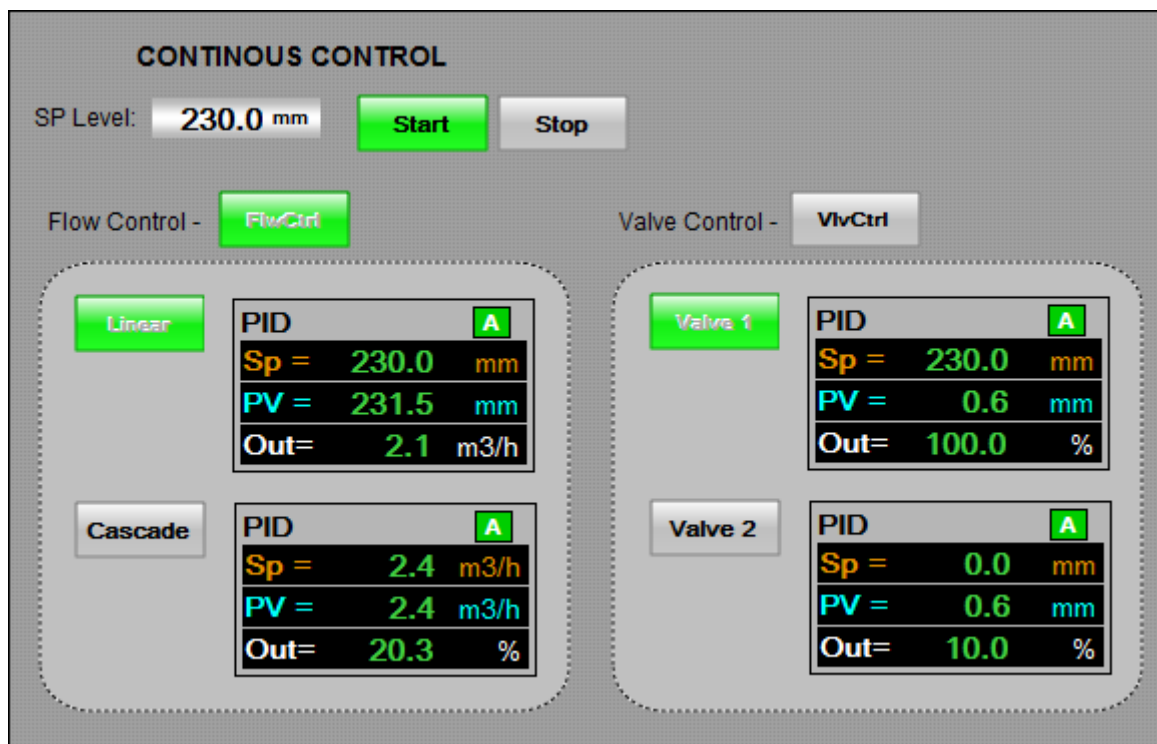 CONTINOUS CONTROL
SP Level: 230.0 mm Start Stop
Flow Control - FlwCtrl Valve Control - VlvCtrl
Linear
PID A
Sp = 230.0 mm
PV = 231.5 mm
Out= 2.1 m3/h
Cascade
PID A
Sp = 2.4 m3/h
PV = 2.4 m3/h
Out= 20.3 %
Valve 1
PID A
Sp = 230.0 mm
PV = 0.6 mm
Out= 100.0 %
Valve 2
PID A
Sp = 0.0 mm
PV = 0.6 mm
Out= 10.0 %